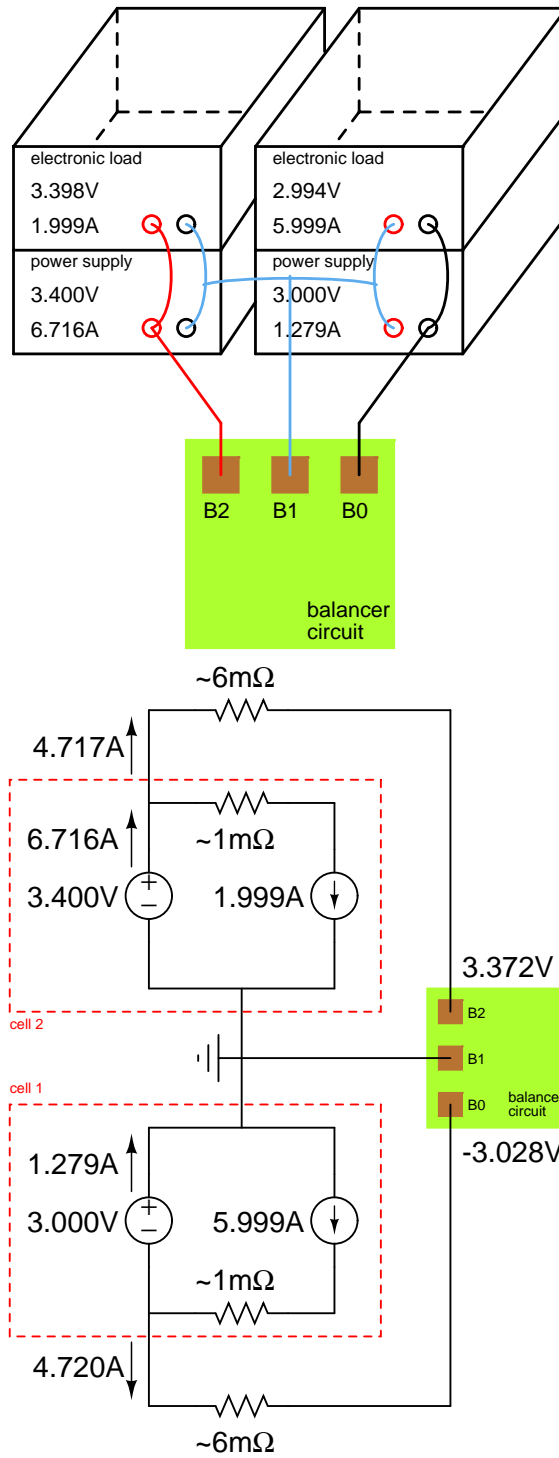 electronic load
3.398V
1.999A
power supply
3.400V
6.716A
electronic load
2.994V
5.999A
power supply
3.000V
1.279A
B2 B1 B0
balancer
circuit
~6mΩ
4.717A
6.716A
~1mΩ
+
−
3.400V
1.999A
cell 2
3.372V
B2
B1
B0
balancer
circuit
-3.028V
cell 1
1.279A
+
−
3.000V
5.999A
~1mΩ
4.720A
~6mΩ